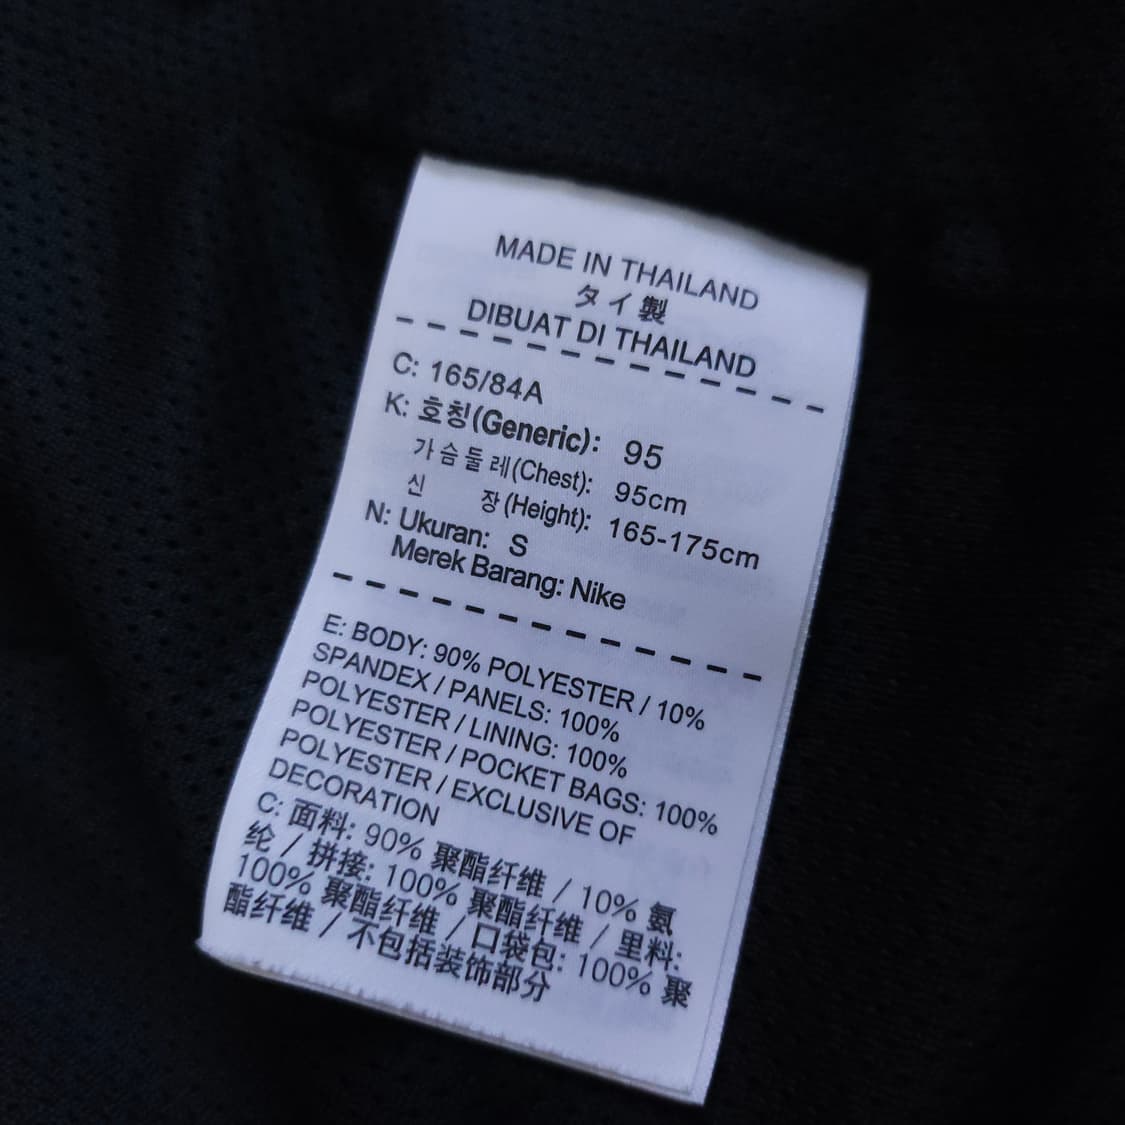 MADE IN THAILAND
タイ製
DIBUAT DI THAILAND
C: 165/84A
K: 호칭(Generic): 95
가슴둘레(Chest): 95cm
신 장(Height): 165-175cm
N: Ukuran: S
Merek Barang: Nike
E: BODY: 90% POLYESTER / 10%
SPANDEX / PANELS: 100%
POLYESTER / LINING: 100%
POLYESTER / POCKET BAGS: 100%
POLYESTER / EXCLUSIVE OF
DECORATION
C: 面料: 90% 聚酯纤维 / 10% 氨
纶 / 拼接: 100% 聚酯纤维 / 里料:
100% 聚酯纤维 / 口袋包: 100% 聚
酯纤维 / 不包括装饰部分